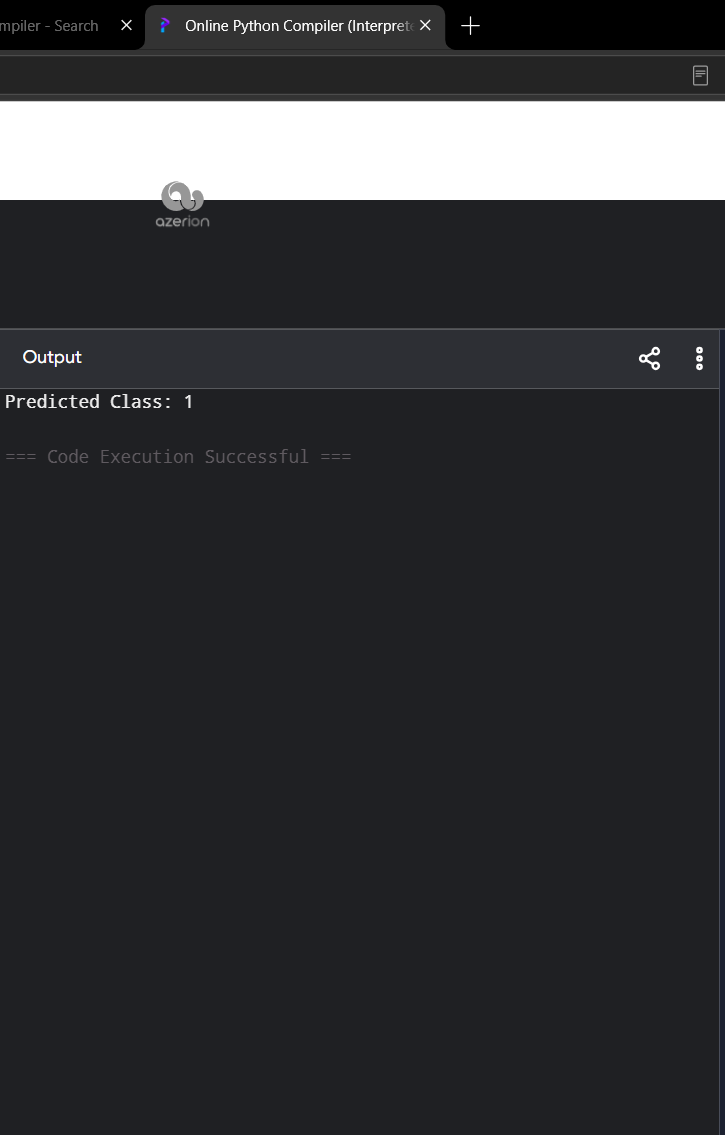 mpiler - Search
Online Python Compiler (Interprete
azerion
Output
Predicted Class: 1
=== Code Execution Successful ===